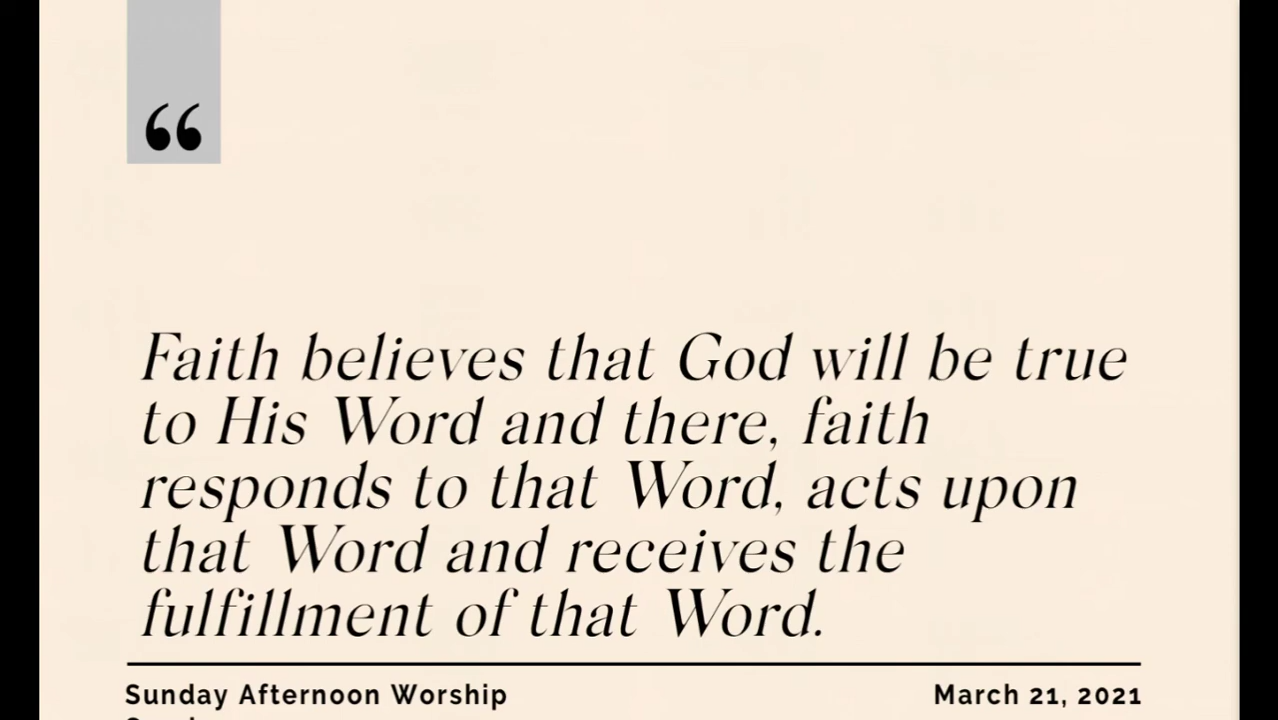 “
Faith believes that God will be true
to His Word and there, faith
responds to that Word, acts upon
that Word and receives the
fulfillment of that Word.
Sunday Afternoon Worship
March 21, 2021